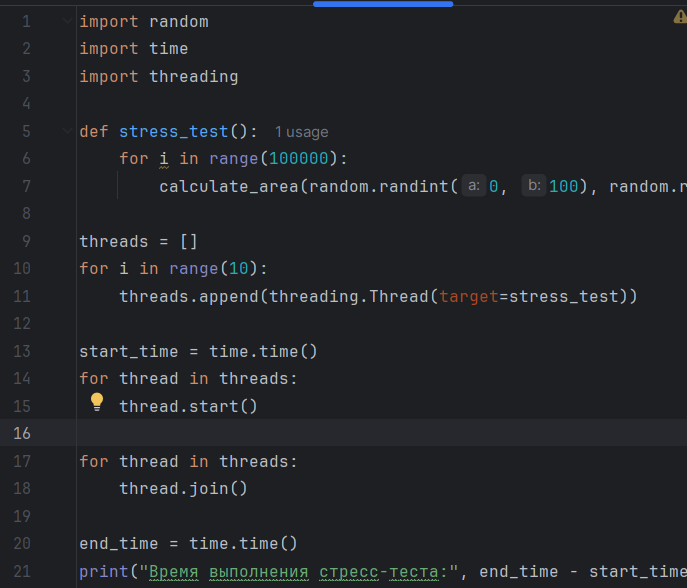 1 import random
2 import time
3 import threading
4
5 def stress_test(): 1 usage
6 for i in range(100000):
7 calculate_area(random.randint( a: 0, b: 100), random.r
8
9 threads = []
10 for i in range(10):
11 threads.append(threading.Thread(target=stress_test))
12
13 start_time = time.time()
14 for thread in threads:
15 thread.start()
16
17 for thread in threads:
18 thread.join()
19
20 end_time = time.time()
21 print("Время выполнения стресс-теста:", end_time - start_time